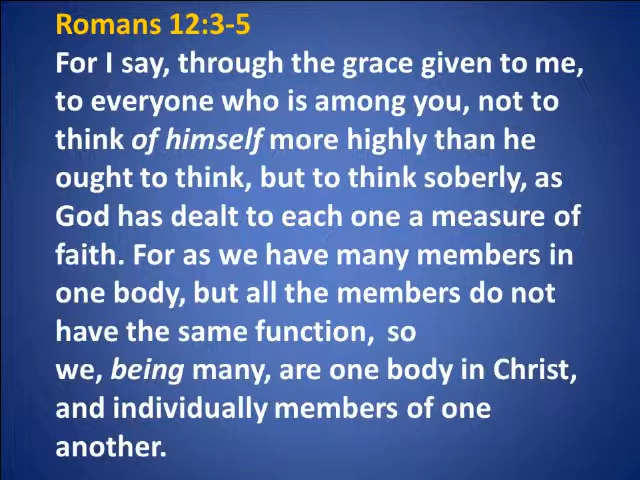 Romans 12:3-5
For I say, through the grace given to me,
to everyone who is among you, not to
think of himself more highly than he
ought to think, but to think soberly, as
God has dealt to each one a measure of
faith. For as we have many members in
one body, but all the members do not
have the same function, so
we, being many, are one body in Christ,
and individually members of one
another.